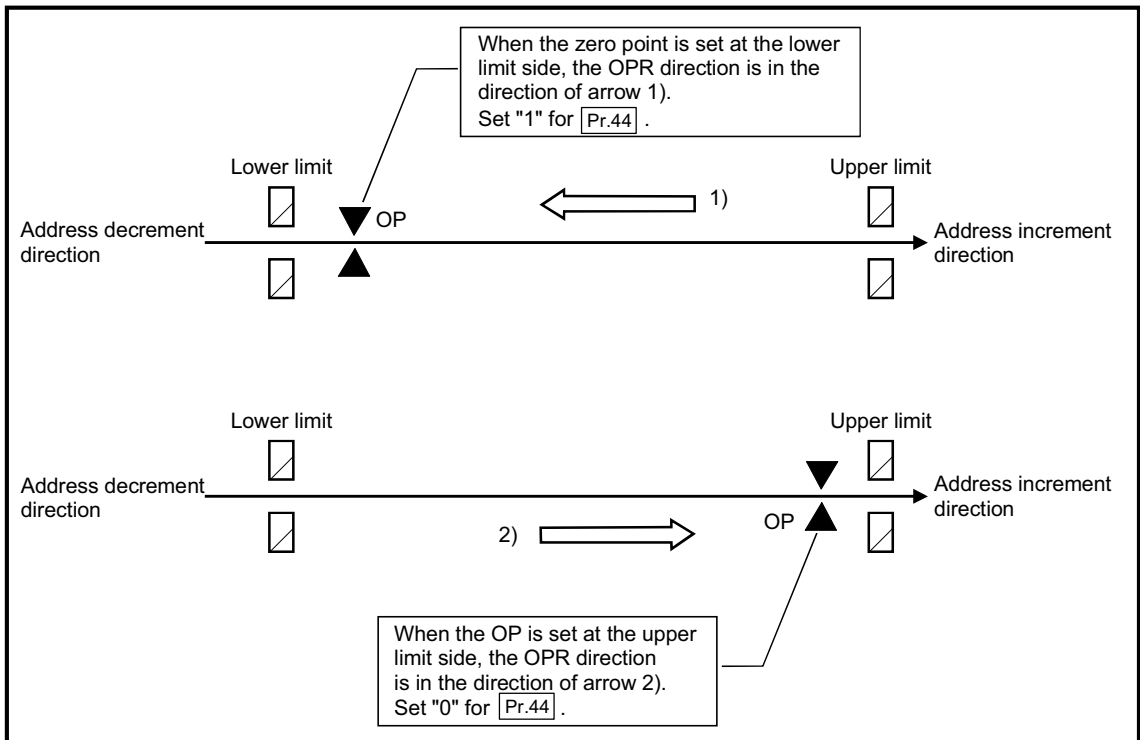 When the zero point is set at the lower
limit side, the OPR direction is in the
direction of arrow 1).
Set "1" for Pr.44 .
Lower limit
Upper limit
1)
OP
Address decrement
direction
Address increment
direction
Lower limit
Upper limit
Address decrement
direction
Address increment
direction
2)
OP
When the OP is set at the upper
limit side, the OPR direction
is in the direction of arrow 2).
Set "0" for Pr.44 .